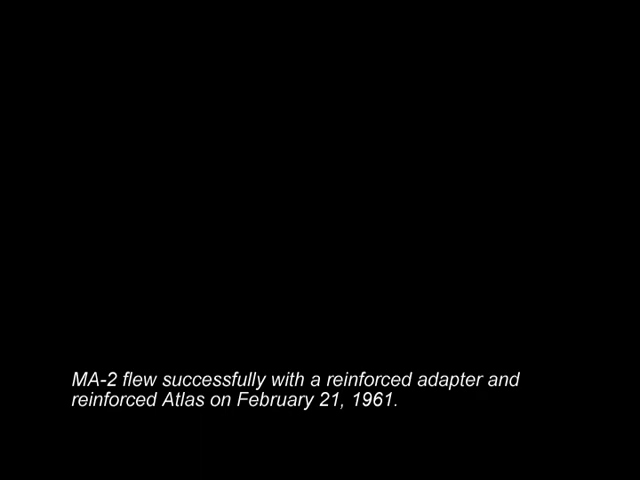 MA-2 flew successfully with a reinforced adapter and
reinforced Atlas on February 21, 1961.